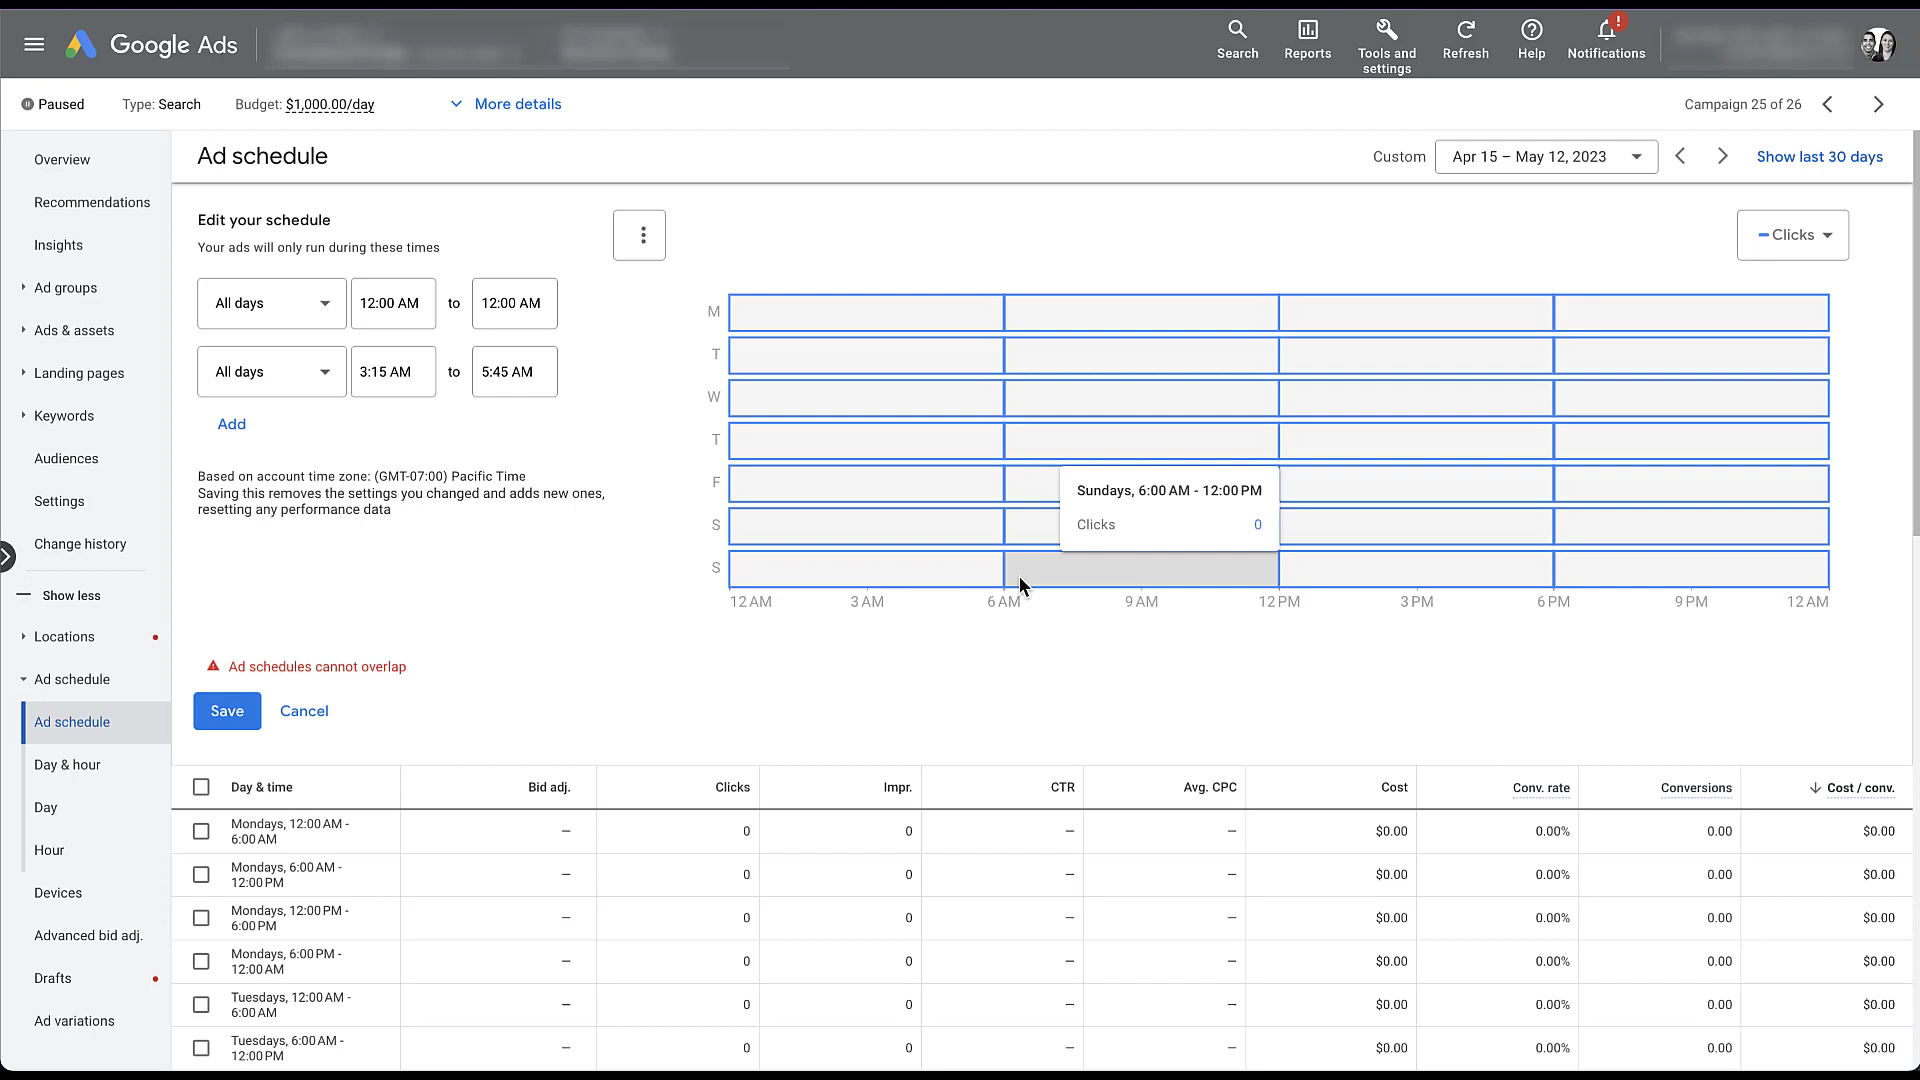 Google Ads
Search
Reports
Tools and
settings
Refresh
Help
!
Notifications
Paused
Type: Search
Budget: $1,000.00/day
More details
Campaign 25 of 26
Overview
Recommendations
Insights
Ad groups
Ads & assets
Landing pages
Keywords
Audiences
Settings
Change history
Show less
Locations
Ad schedule
Ad schedule
Day & hour
Day
Hour
Devices
Advanced bid adj.
Drafts
Ad variations
Ad schedule
Custom
Apr 15 – May 12, 2023
Show last 30 days
Edit your schedule
Your ads will only run during these times
Clicks
All days 12:00 AM to 12:00 AM
All days 3:15 AM to 5:45 AM
Add
Based on account time zone: (GMT-07:00) Pacific Time
Saving this removes the settings you changed and adds new ones,
resetting any performance data
M
T
W
T
F
S
S
Sundays, 6:00 AM - 12:00 PM
Clicks 0
12 AM 3 AM 6 AM 9 AM 12 PM 3 PM 6 PM 9 PM 12 AM
Ad schedules cannot overlap
Save Cancel
Day & time Bid adj. Clicks Impr. CTR Avg. CPC Cost Conv. rate Conversions Cost / conv.
Mondays, 12:00 AM -
6:00 AM
— 0 0 — — $0.00 0.00% 0.00 $0.00
Mondays, 6:00 AM -
12:00 PM
— 0 0 — — $0.00 0.00% 0.00 $0.00
Mondays, 12:00 PM -
6:00 PM
— 0 0 — — $0.00 0.00% 0.00 $0.00
Mondays, 6:00 PM -
12:00 AM
— 0 0 — — $0.00 0.00% 0.00 $0.00
Tuesdays, 12:00 AM -
6:00 AM
— 0 0 — — $0.00 0.00% 0.00 $0.00
Tuesdays, 6:00 AM -
12:00 PM
— 0 0 — — $0.00 0.00% 0.00 $0.00